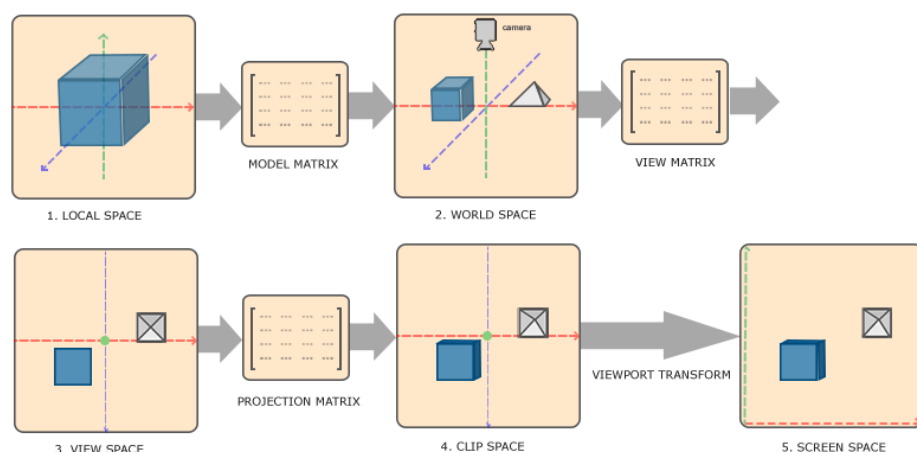 camera
MODEL MATRIX
VIEW MATRIX
1. LOCAL SPACE
2. WORLD SPACE
VIEWPORT TRANSFORM
PROJECTION MATRIX
3. VIEW SPACE
4. CLIP SPACE
5. SCREEN SPACE